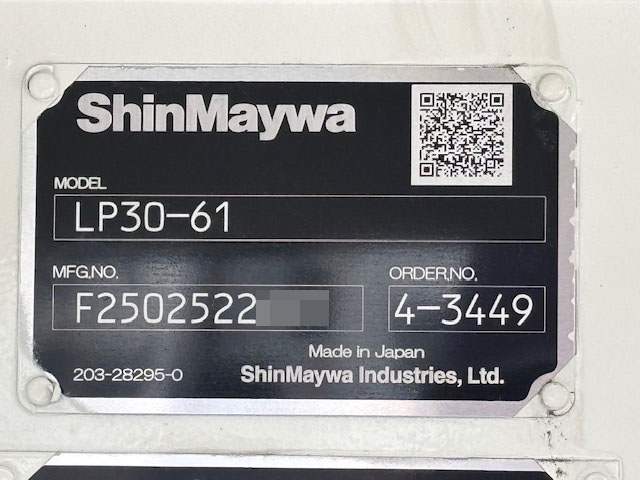 ShinMaywa
MODEL
LP30-61
MFG.NO.
F2502522
ORDER.NO.
4-3449
Made in Japan
203-28295-0
ShinMaywa Industries, Ltd.